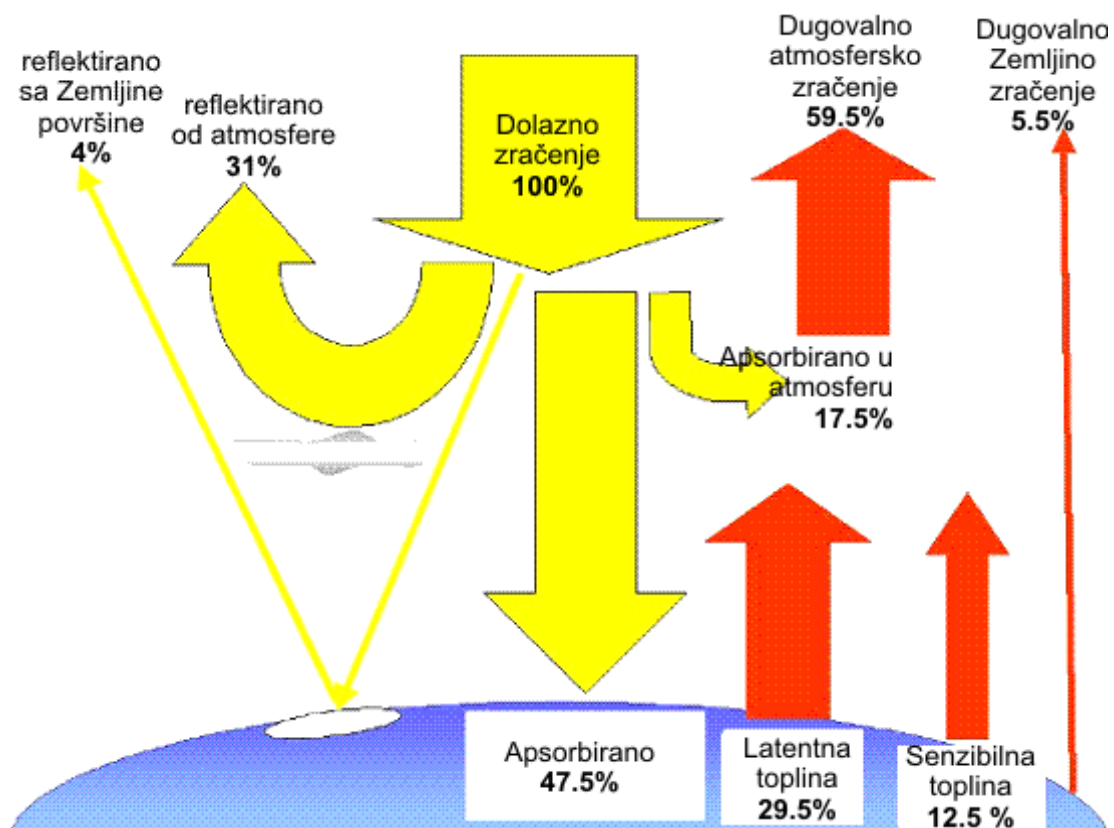 reflektirano
sa Zemljine
površine
4%
reflektirano
od atmosfere
31%
Dolazno
zračenje
100%
Dugovalno
atmosfersko
zračenje
59.5%
Dugovalno
Zemljino
zračenje
5.5%
Apsorbirano u
atmosferu
17.5%
Apsorbirano
47.5%
Latentna
toplina
29.5%
Senzibilna
toplina
12.5 %